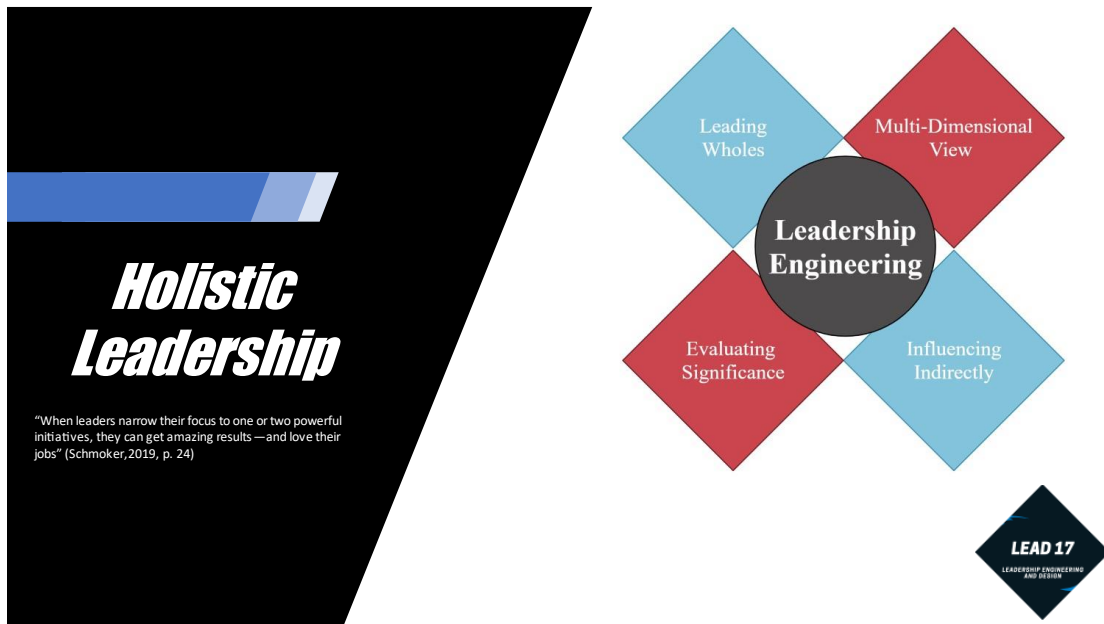 Holistic
Leadership
“When leaders narrow their focus to one or two powerful
initiatives, they can get amazing results—and love their
jobs” (Schmoker,2019, p. 24)
Leading
Wholes
Multi-Dimensional
View
Leadership
Engineering
Evaluating
Significance
Influencing
Indirectly
LEAD 17
LEADERSHIP ENGINEERING
AND DESIGN